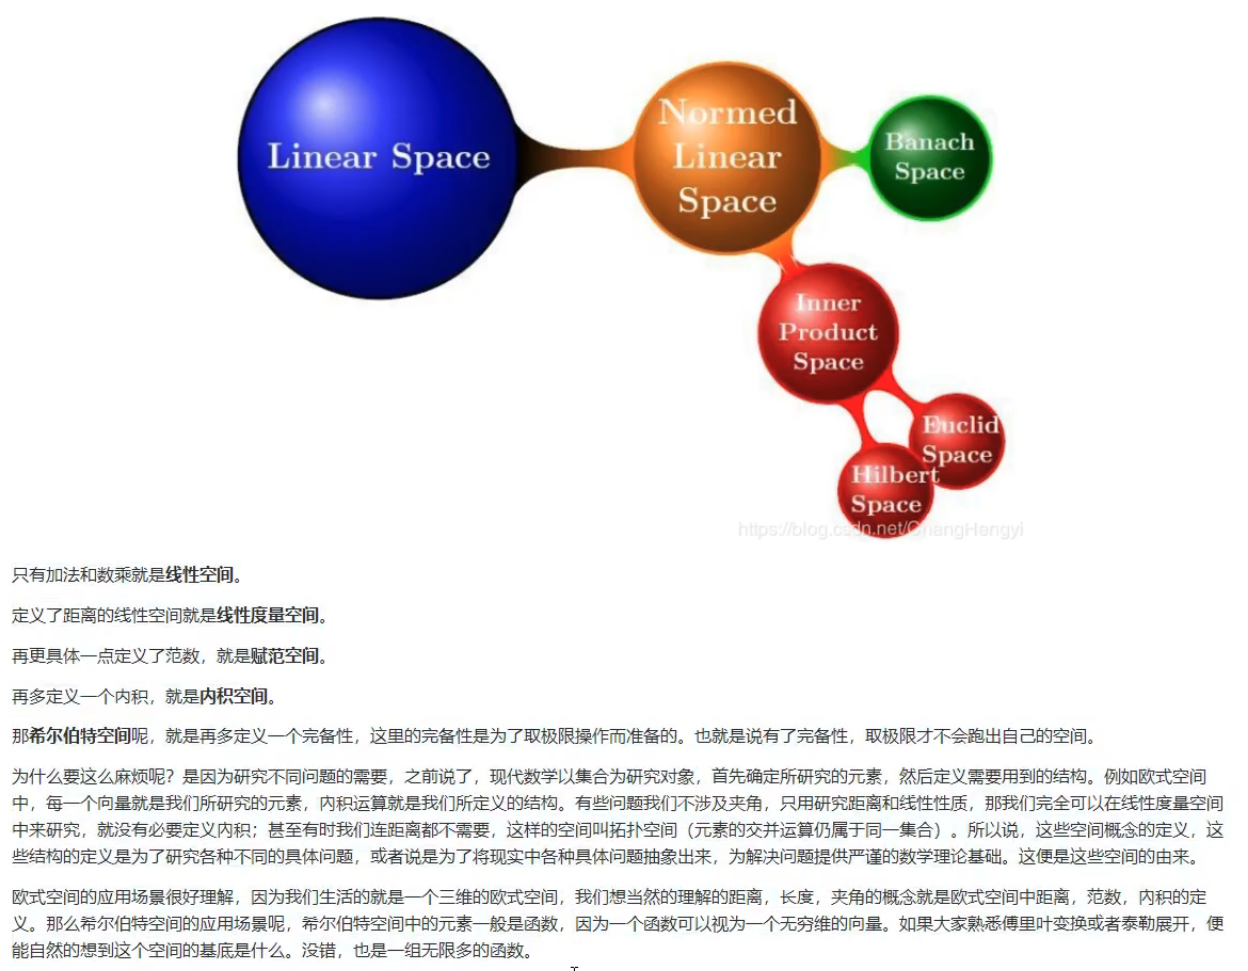 Linear Space
Normed
Linear
Space
Banach
Space
Inner
Product
Space
Euclid
Space
Hilbert
Space
https://blog.csdn.net/ChangHengyi
只有加法和数乘就是线性空间。
定义了距离的线性空间就是线性度量空间。
再更具体一点定义了范数，就是赋范空间。
再多定义一个内积，就是内积空间。
那希尔伯特空间呢，就是再多定义一个完备性，这里的完备性是为了取极限操作而准备的。也就是说有了完备性，取极限才不会跑出自己的空间。
为什么要这么麻烦呢？是因为研究不同问题的需要，之前说了，现代数学以集合为研究对象，首先确定所研究的元素，然后定义需要用到的结构。例如欧式空间
中，每一个向量就是我们所研究的元素，内积运算就是我们所定义的结构。有些问题我们不涉及夹角，只用研究距离和线性性质，那我们完全可以在线性度量空间
中来研究，就没有必要定义内积；甚至有时我们连距离都不需要，这样的空间叫拓扑空间（元素的交并运算仍属于同一集合）。所以说，这些空间概念的定义，这
些结构的定义是为了研究各种不同的具体问题，或者说是为了将现实中各种具体问题抽象出来，为解决问题提供严谨的数学理论基础。这便是这些空间的由来。
欧式空间的应用场景很好理解，因为我们生活的就是一个三维的欧式空间，我们想当然的理解的距离，长度，夹角的概念就是欧式空间中距离，范数，内积的定
义。那么希尔伯特空间的应用场景呢，希尔伯特空间中的元素一般是函数，因为一个函数可以视为一个无穷维的向量。如果大家熟悉傅里叶变换或者泰勒展开，便
能自然的想到这个空间的基底是什么。没错，也是一组无限多的函数。